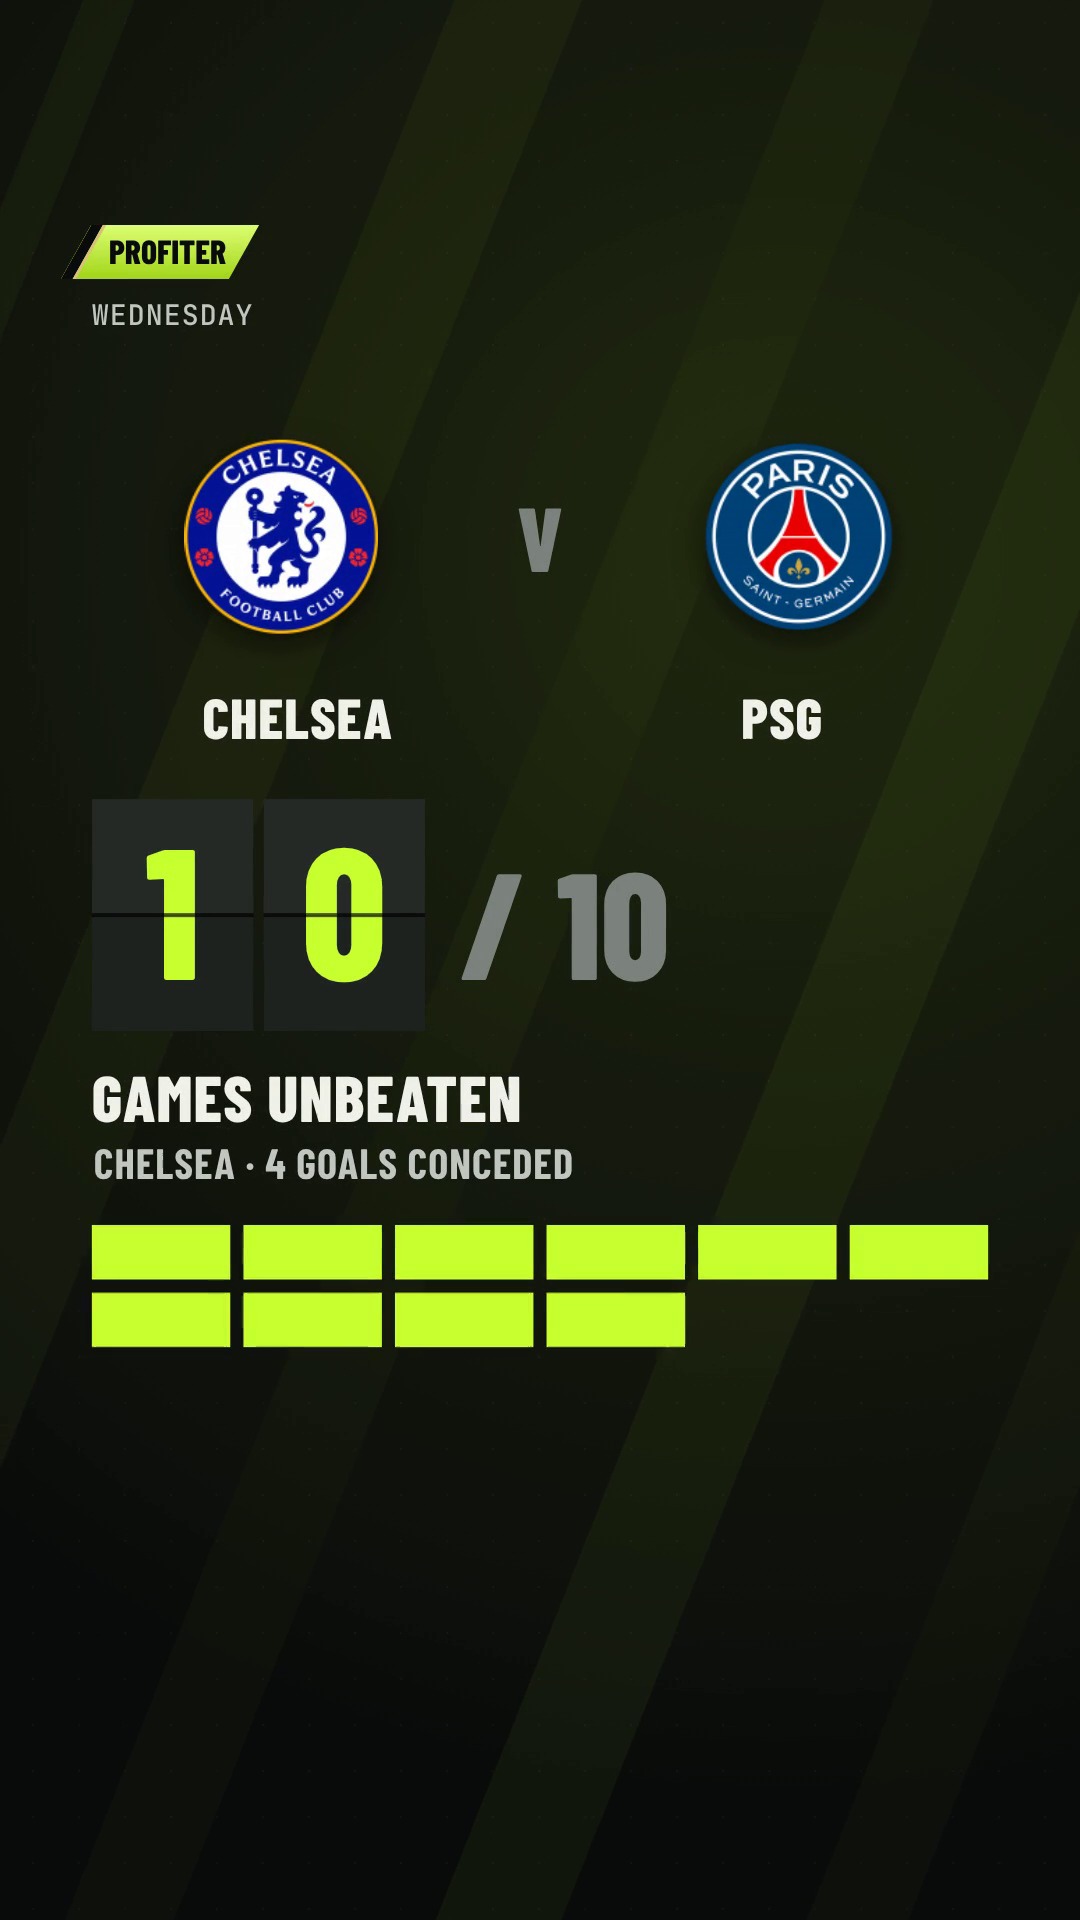 PROFITER
WEDNESDAY
CHELSEA
FOOTBALL CLUB
V
PARIS
SAINT - GERMAIN
CHELSEA
PSG
10 / 10
GAMES UNBEATEN
CHELSEA · 4 GOALS CONCEDED